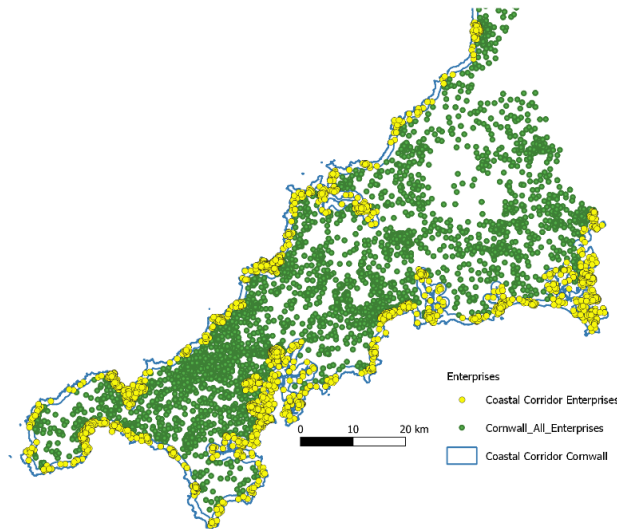 Enterprises
Coastal Corridor Enterprises
Cornwall_All_Enterprises
Coastal Corridor Cornwall
0 10 20 km